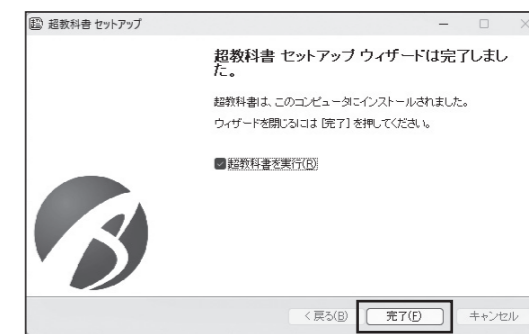 超教科書 セットアップ
超教科書 セットアップ ウィザードは完了しまし
た。
超教科書は、このコンピュータにインストールされました。
ウィザードを閉じるには [完了] を押してください。
超教科書を実行(R)
< 戻る(B) 完了(F) キャンセル